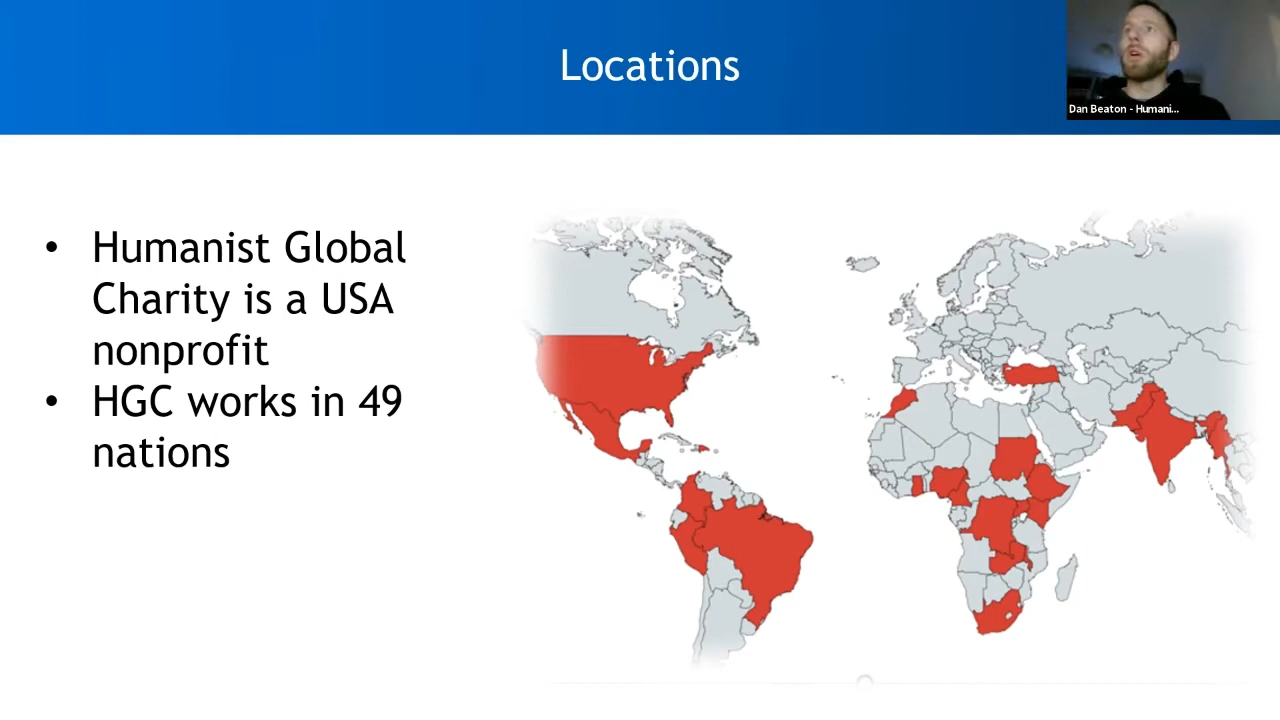 Locations
Dan Beaton - Humani...
• Humanist Global
Charity is a USA
nonprofit
• HGC works in 49
nations